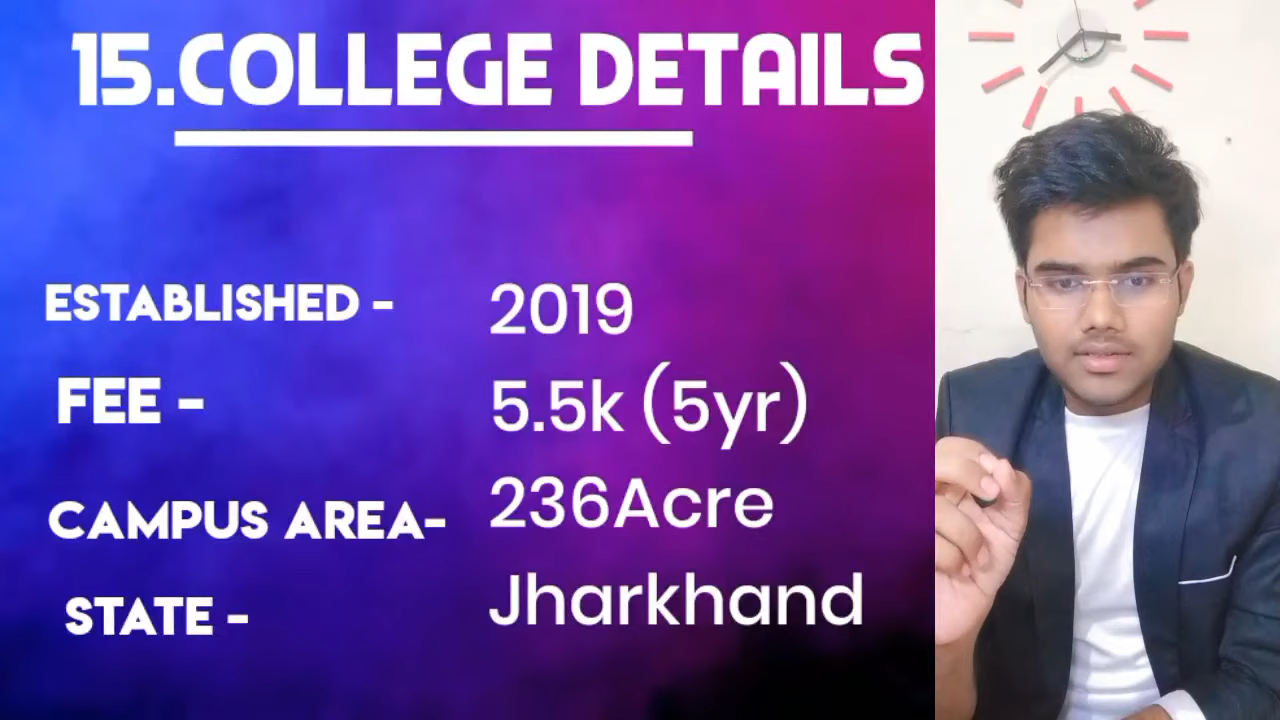 15.COLLEGE DETAILS
ESTABLISHED - 2019
FEE - 5.5k (5yr)
CAMPUS AREA- 236Acre
STATE - Jharkhand